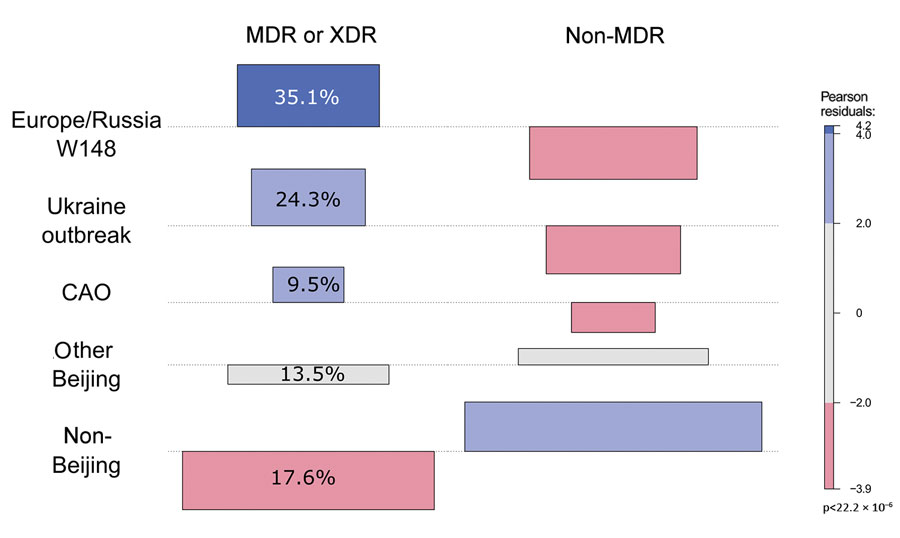 MDR or XDR
Non-MDR
Europe/Russia
W148
35.1%
Ukraine
outbreak
24.3%
CAO
9.5%
Other
Beijing
13.5%
Non-
Beijing
17.6%
Pearson
residuals:
4.2
4.0
2.0
0
−2.0
−3.9
p<22.2 × 10⁻⁶